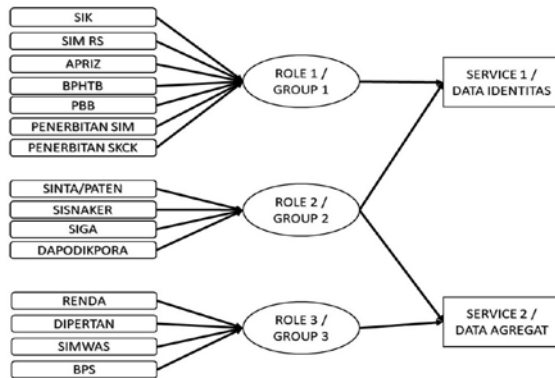 SIK
SIM RS
APRIZ
BPHTB
PBB
PENERBITAN SIM
PENERBITAN SKCK
ROLE 1 /
GROUP 1
SERVICE 1 /
DATA IDENTITAS
SINTA/PATEN
SISNAKER
SIGA
DAPODIKPORA
ROLE 2 /
GROUP 2
RENDA
DIPERTAN
SIMWAS
BPS
ROLE 3 /
GROUP 3
SERVICE 2 /
DATA AGREGAT